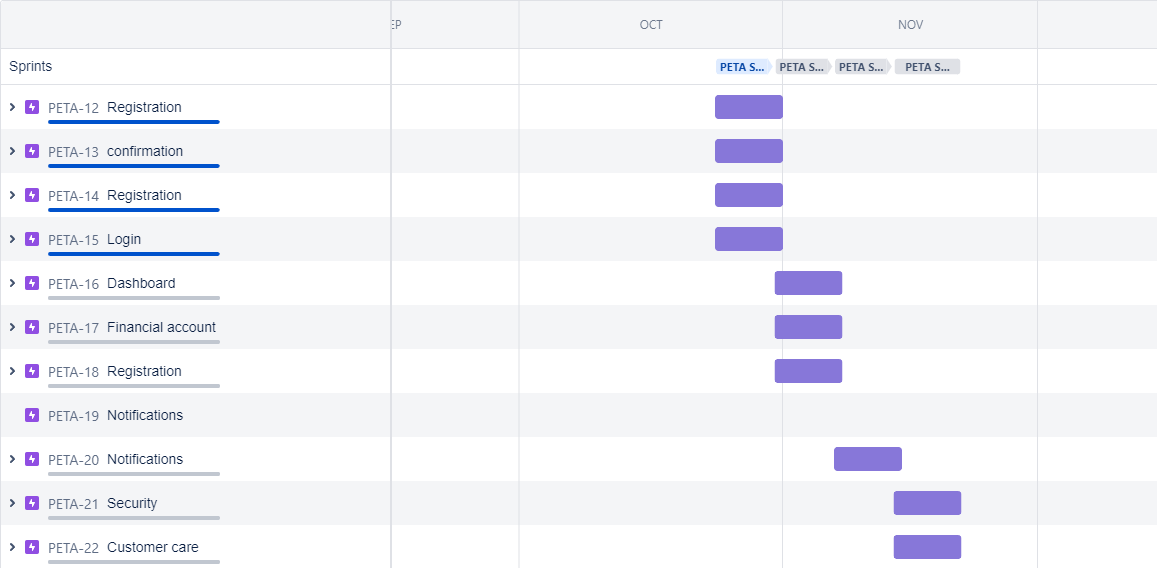 EP OCT NOV
Sprints PETA S... PETA S... PETA S... PETA S...
PETA-12 Registration
PETA-13 confirmation
PETA-14 Registration
PETA-15 Login
PETA-16 Dashboard
PETA-17 Financial account
PETA-18 Registration
PETA-19 Notifications
PETA-20 Notifications
PETA-21 Security
PETA-22 Customer care